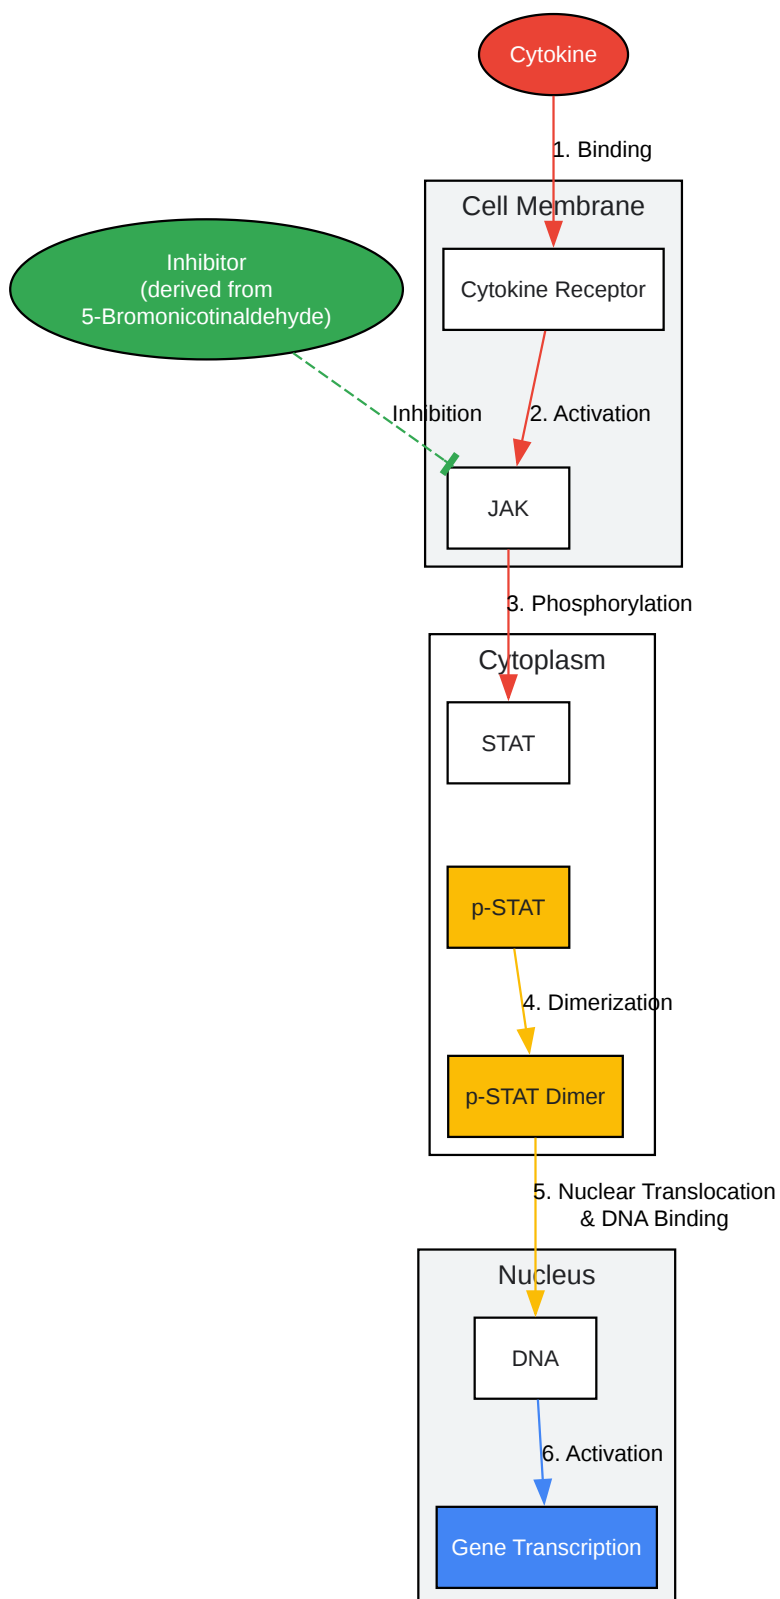 Cytokine
1. Binding
Cell Membrane
Inhibitor
(derived from
5-Bromonicotinaldehyde)
Cytokine Receptor
Inhibition
2. Activation
JAK
3. Phosphorylation
Cytoplasm
STAT
p-STAT
4. Dimerization
p-STAT Dimer
5. Nuclear Translocation
& DNA Binding
Nucleus
DNA
6. Activation
Gene Transcription